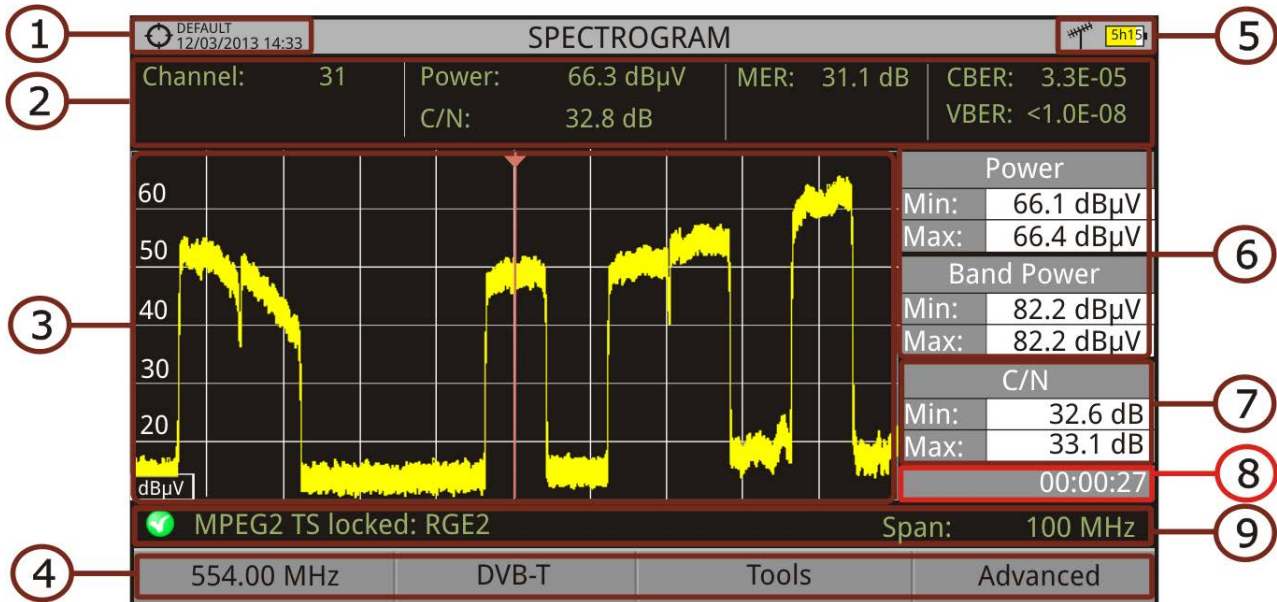 1
DEFAULT
12/03/2013 14:33
SPECTROGRAM
5h15
5
2
Channel: 31
Power: 66.3 dBµV
MER: 31.1 dB
CBER: 3.3E-05
C/N: 32.8 dB
VBER: <1.0E-08
3
60
50
40
30
20
dBµV
Power
Min: 66.1 dBµV
Max: 66.4 dBµV
Band Power
Min: 82.2 dBµV
Max: 82.2 dBµV
6
C/N
Min: 32.6 dB
Max: 33.1 dB
7
00:00:27
8
MPEG2 TS locked: RGE2
Span: 100 MHz
9
4
554.00 MHz
DVB-T
Tools
Advanced